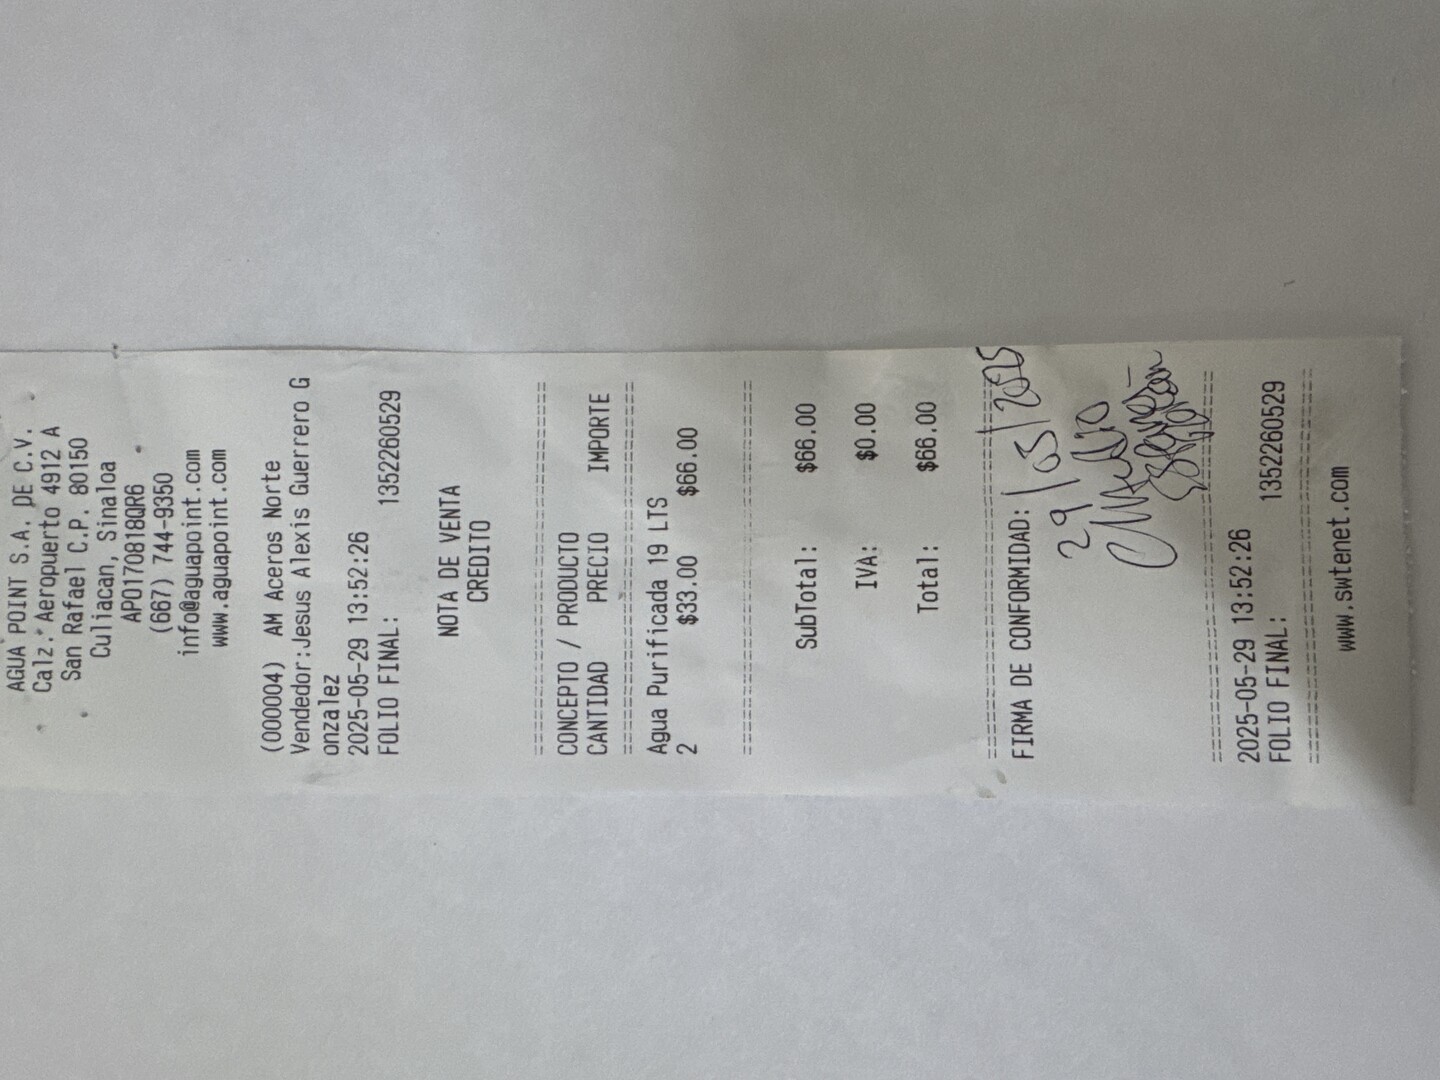 AGUA POINT S.A. DE C.V.
Calz. Aeropuerto 4912 A
San Rafael C.P. 80150
Culiacan, Sinaloa
APO170818QR6
(667) 744-9350
info@aguapoint.com
www.aguapoint.com
(000004) AM Aceros Norte
Vendedor:Jesus Alexis Guerrero G
onzalez
2025-05-29 13:52:26
FOLIO FINAL: 1352260529
NOTA DE VENTA
CREDITO
================================
CONCEPTO / PRODUCTO
CANTIDAD PRECIO IMPORTE
================================
Agua Purificada 19 LTS
2 $33.00 $66.00
================================
SubTotal: $66.00
IVA: $0.00
Total: $66.00
================================
FIRMA DE CONFORMIDAD:
29/05/2025
================================
2025-05-29 13:52:26
FOLIO FINAL: 1352260529
================================
www.swtenet.com